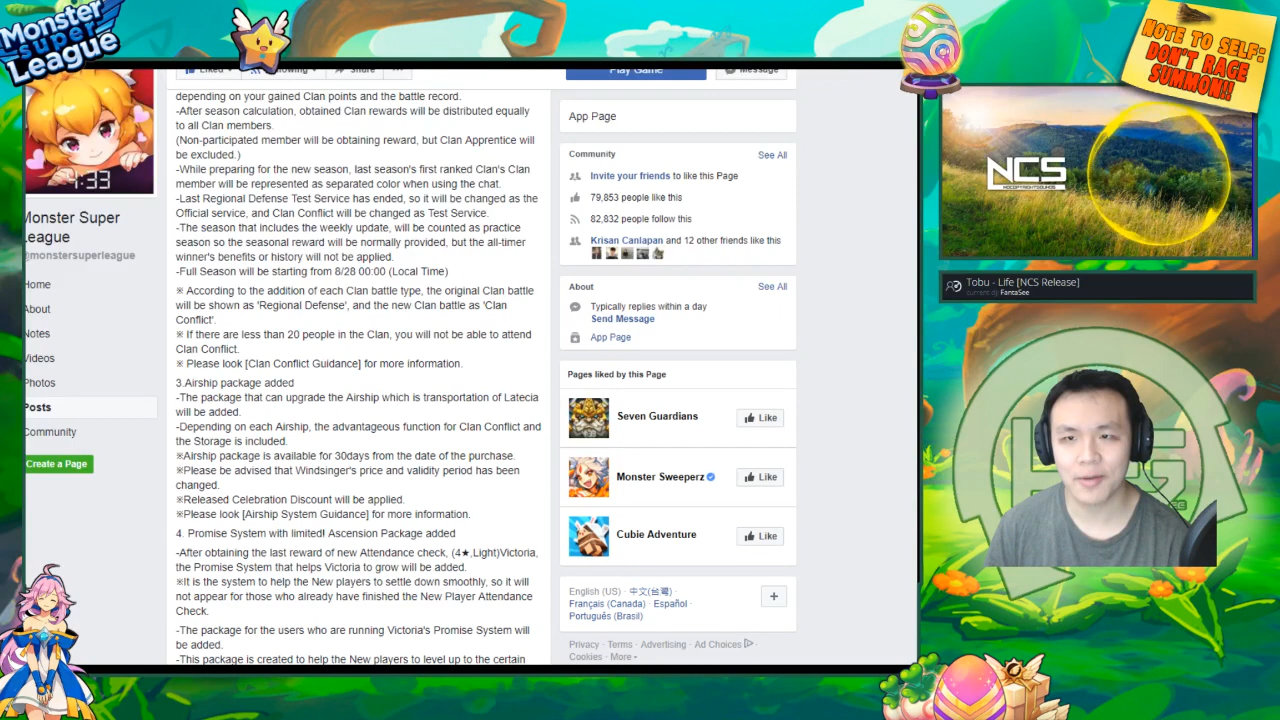 Monster
Super
League
NOTE TO SELF:
DON'T RAGE
SUMMON!!
Liked
Share
Play Game
Message
4:33
Monster Super
League
@monstersuperleague
Home
About
Notes
Videos
Photos
Posts
Community
Create a Page
depending on your gained Clan points and the battle record.
-After season calculation, obtained Clan rewards will be distributed equally
to all Clan members.
(Non-participated member will be obtaining reward, but Clan Apprentice will
be excluded.)
-While preparing for the new season, last season's first ranked Clan's Clan
member will be represented as separated color when using the chat.
-Last Regional Defense Test Service has ended, so it will be changed as the
Official service, and Clan Conflict will be changed as Test Service.
-The season that includes the weekly update, will be counted as practice
season so the seasonal reward will be normally provided, but the all-timer
winner's benefits or history will not be applied.
-Full Season will be starting from 8/28 00:00 (Local Time)
※ According to the addition of each Clan battle type, the original Clan battle
will be shown as 'Regional Defense', and the new Clan battle as 'Clan
Conflict'.
※ If there are less than 20 people in the Clan, you will not be able to attend
Clan Conflict.
※ Please look [Clan Conflict Guidance] for more information.
3.Airship package added
-The package that can upgrade the Airship which is transportation of Latecia
will be added.
-Depending on each Airship, the advantageous function for Clan Conflict and
the Storage is included.
※Airship package is available for 30days from the date of the purchase.
※Please be advised that Windsinger's price and validity period has been
changed.
※Released Celebration Discount will be applied.
※Please look [Airship System Guidance] for more information.
4. Promise System with limited! Ascension Package added
-After obtaining the last reward of new Attendance check, (4★,Light)Victoria,
the Promise System that helps Victoria to grow will be added.
※It is the system to help the New players to settle down smoothly, so it will
not appear for those who already have finished the New Player Attendance
Check.
-The package for the users who are running Victoria's Promise System will
be added.
-This package is created to help the New players to level up to the certain
App Page
Community
See All
Invite your friends to like this Page
79,853 people like this
82,832 people follow this
Krisan Canlapan and 12 other friends like this
About
See All
Typically replies within a day
Send Message
App Page
Pages liked by this Page
Seven Guardians
Like
Monster Sweeperz
Like
Cubie Adventure
Like
English (US) · 中文(台灣) ·
Français (Canada) · Español ·
Português (Brasil)
Privacy · Terms · Advertising · Ad Choices ·
Cookies · More
NCS
NOCOPYRIGHTSOUNDS
Tobu - Life [NCS Release]
current dj FantaSee